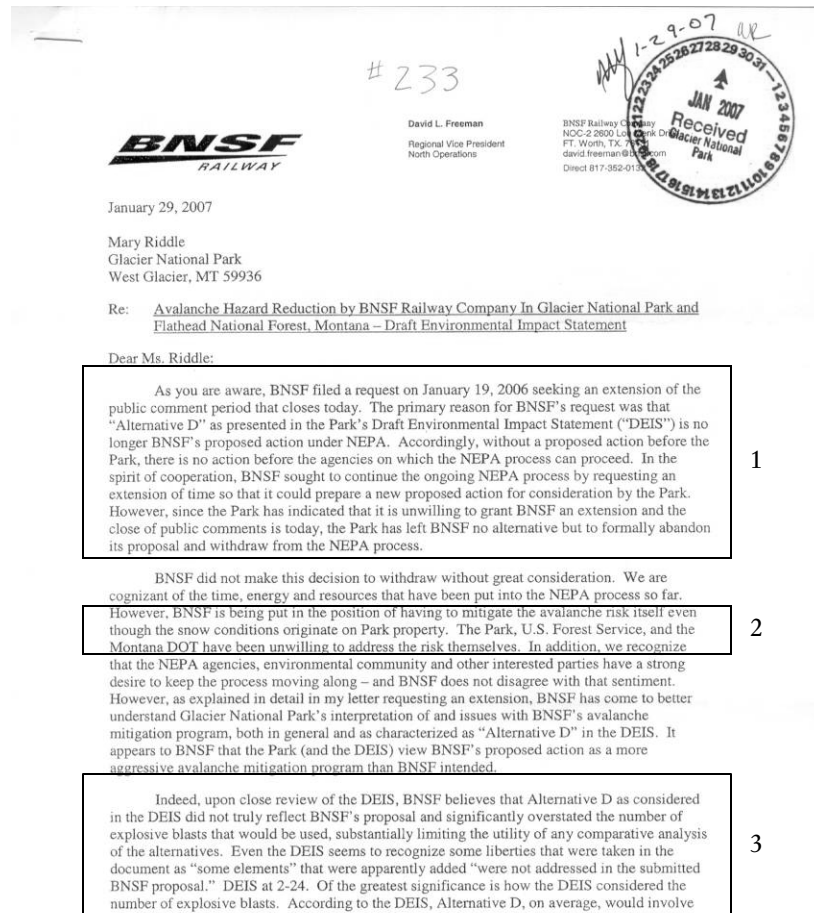 1-29-07
#233
BNSF
RAILWAY
David L. Freeman
Regional Vice President
North Operations
BNSF Railway
NOC-2 2600
FT. Worth, TX.
david.freeman@
Direct 817-352-013
JAN 2007
Received
Glacier National
Park
January 29, 2007
Mary Riddle
Glacier National Park
West Glacier, MT 59936
Re: Avalanche Hazard Reduction by BNSF Railway Company In Glacier National Park and
Flathead National Forest, Montana – Draft Environmental Impact Statement
Dear Ms. Riddle:
As you are aware, BNSF filed a request on January 19, 2006 seeking an extension of the
public comment period that closes today. The primary reason for BNSF's request was that
"Alternative D" as presented in the Park's Draft Environmental Impact Statement ("DEIS") is no
longer BNSF's proposed action under NEPA. Accordingly, without a proposed action before the
Park, there is no action before the agencies on which the NEPA process can proceed. In the
spirit of cooperation, BNSF sought to continue the ongoing NEPA process by requesting an
extension of time so that it could prepare a new proposed action for consideration by the Park.
However, since the Park has indicated that it is unwilling to grant BNSF an extension and the
close of public comments is today, the Park has left BNSF no alternative but to formally abandon
its proposal and withdraw from the NEPA process.
1
BNSF did not make this decision to withdraw without great consideration. We are
cognizant of the time, energy and resources that have been put into the NEPA process so far.
However, BNSF is being put in the position of having to mitigate the avalanche risk itself even
though the snow conditions originate on Park property. The Park, U.S. Forest Service, and the
Montana DOT have been unwilling to address the risk themselves. In addition, we recognize
that the NEPA agencies, environmental community and other interested parties have a strong
desire to keep the process moving along – and BNSF does not disagree with that sentiment.
However, as explained in detail in my letter requesting an extension, BNSF has come to better
understand Glacier National Park's interpretation of and issues with BNSF's avalanche
mitigation program, both in general and as characterized as "Alternative D" in the DEIS. It
appears to BNSF that the Park (and the DEIS) view BNSF's proposed action as a more
aggressive avalanche mitigation program than BNSF intended.
2
Indeed, upon close review of the DEIS, BNSF believes that Alternative D as considered
in the DEIS did not truly reflect BNSF's proposal and significantly overstated the number of
explosive blasts that would be used, substantially limiting the utility of any comparative analysis
of the alternatives. Even the DEIS seems to recognize some liberties that were taken in the
document as "some elements" that were apparently added "were not addressed in the submitted
BNSF proposal." DEIS at 2-24. Of the greatest significance is how the DEIS considered the
number of explosive blasts. According to the DEIS, Alternative D, on average, would involve
3